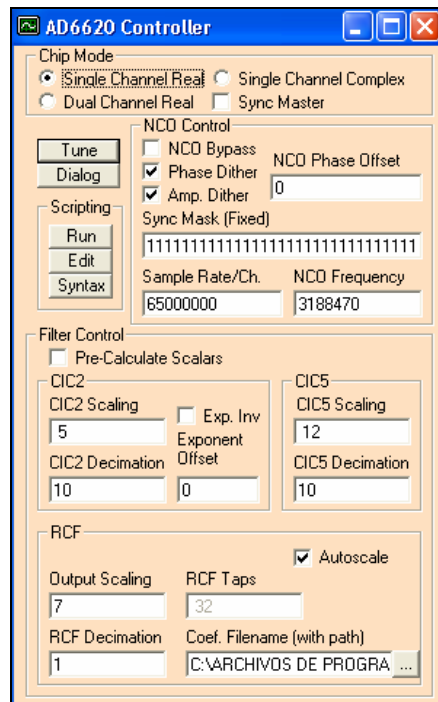 AD6620 Controller
Chip Mode
Single Channel Real Single Channel Complex
Dual Channel Real Sync Master
NCO Control
Tune
Dialog
NCO Bypass
Phase Dither
Amp. Dither
NCO Phase Offset
0
Scripting
Run
Edit
Syntax
Sync Mask (Fixed)
11111111111111111111111111111111
Sample Rate/Ch. NCO Frequency
65000000 3188470
Filter Control
Pre-Calculate Scalars
CIC2
CIC2 Scaling
5
Exp. Inv
Exponent
Offset
CIC2 Decimation
10 0
CIC5
CIC5 Scaling
12
CIC5 Decimation
10
RCF
Autoscale
Output Scaling RCF Taps
7 32
RCF Decimation Coef. Filename (with path)
1 C:\ARCHIVOS DE PROGRA ...